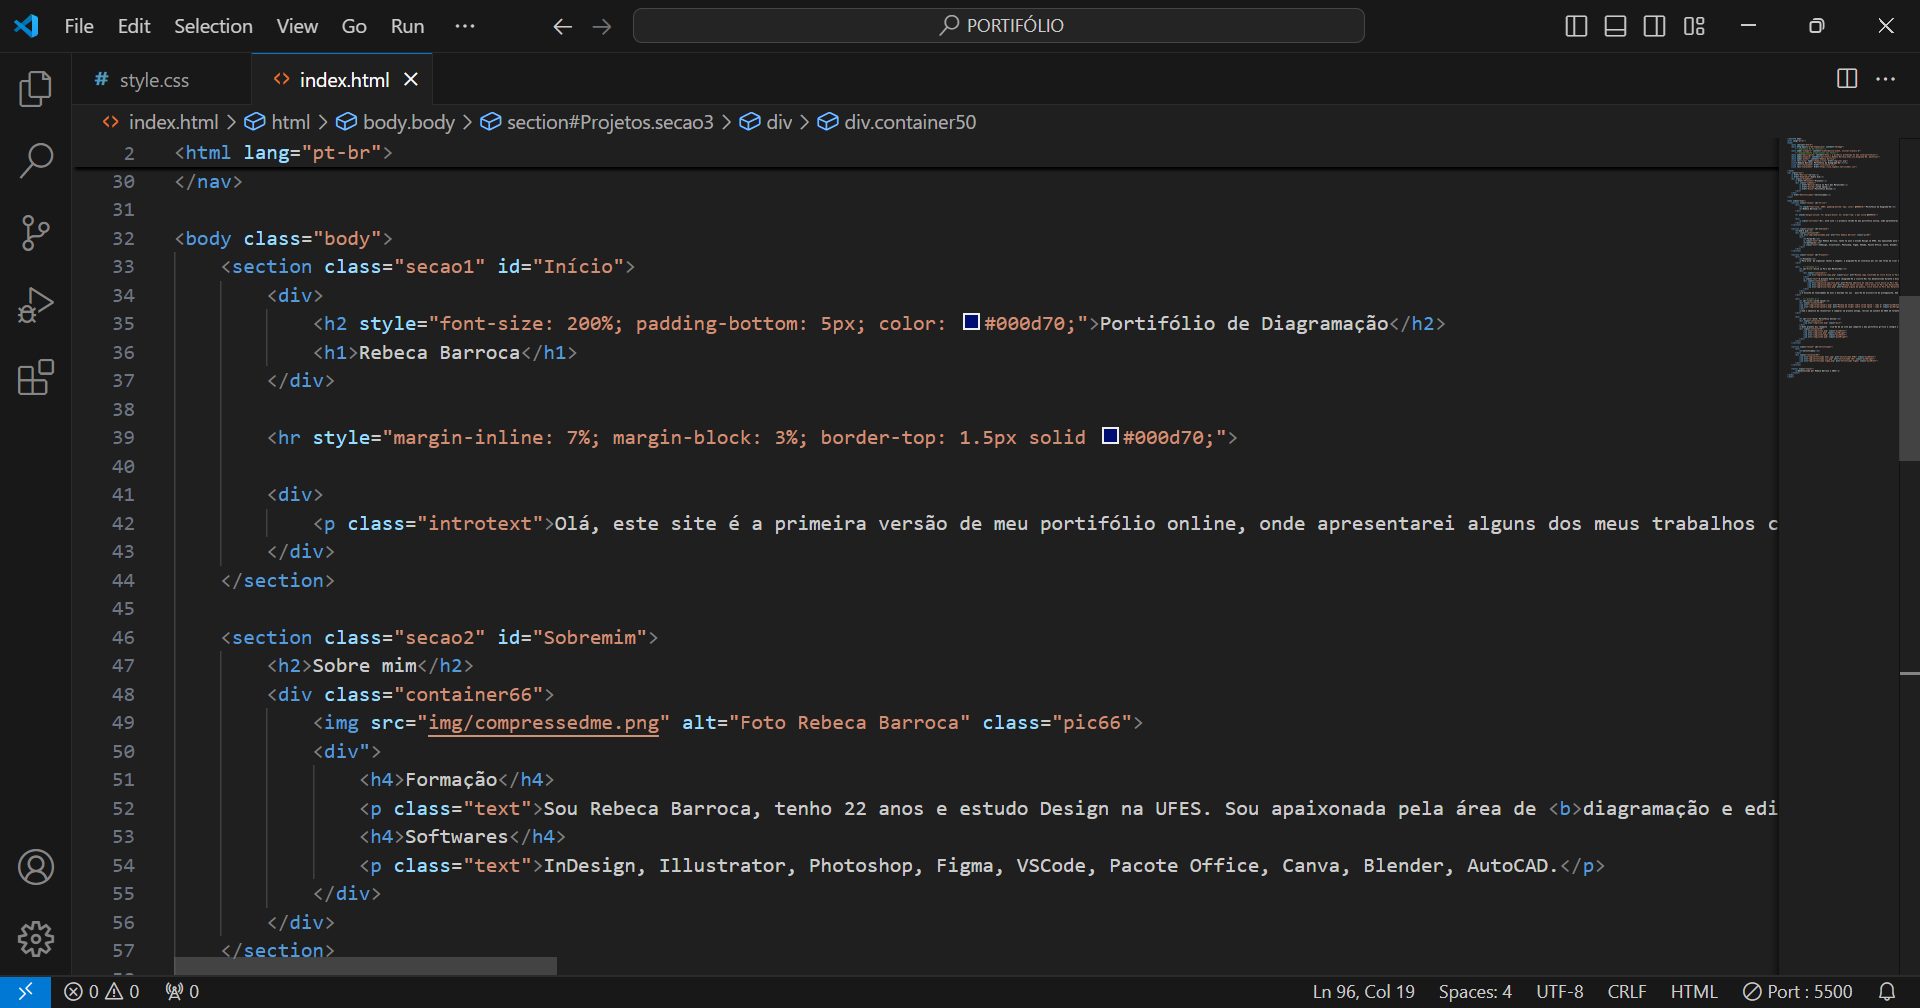 File Edit Selection View Go Run ··· PORTIFÓLIO
# style.css <> index.html
<> index.html > html > body.body > section#Projetos.secao3 > div > div.container50
2 <html lang="pt-br">
30 </nav>
31
32 <body class="body">
33 <section class="secao1" id="Início">
34 <div>
35 <h2 style="font-size: 200%; padding-bottom: 5px; color: #000d70;">Portifólio de Diagramação</h2>
36 <h1>Rebeca Barroca</h1>
37 </div>
38
39 <hr style="margin-inline: 7%; margin-block: 3%; border-top: 1.5px solid #000d70;">
40
41 <div>
42 <p class="introtext">Olá, este site é a primeira versão de meu portifólio online, onde apresentarei alguns dos meus trabalhos c
43 </div>
44 </section>
45
46 <section class="secao2" id="Sobremim">
47 <h2>Sobre mim</h2>
48 <div class="container66">
49 <img src="img/compressedme.png" alt="Foto Rebeca Barroca" class="pic66">
50 <div">
51 <h4>Formação</h4>
52 <p class="text">Sou Rebeca Barroca, tenho 22 anos e estudo Design na UFES. Sou apaixonada pela área de <b>diagramação e edi
53 <h4>Softwares</h4>
54 <p class="text">InDesign, Illustrator, Photoshop, Figma, VSCode, Pacote Office, Canva, Blender, AutoCAD.</p>
55 </div>
56 </div>
57 </section>
0 0 0 Ln 96, Col 19 Spaces: 4 UTF-8 CRLF HTML Port : 5500